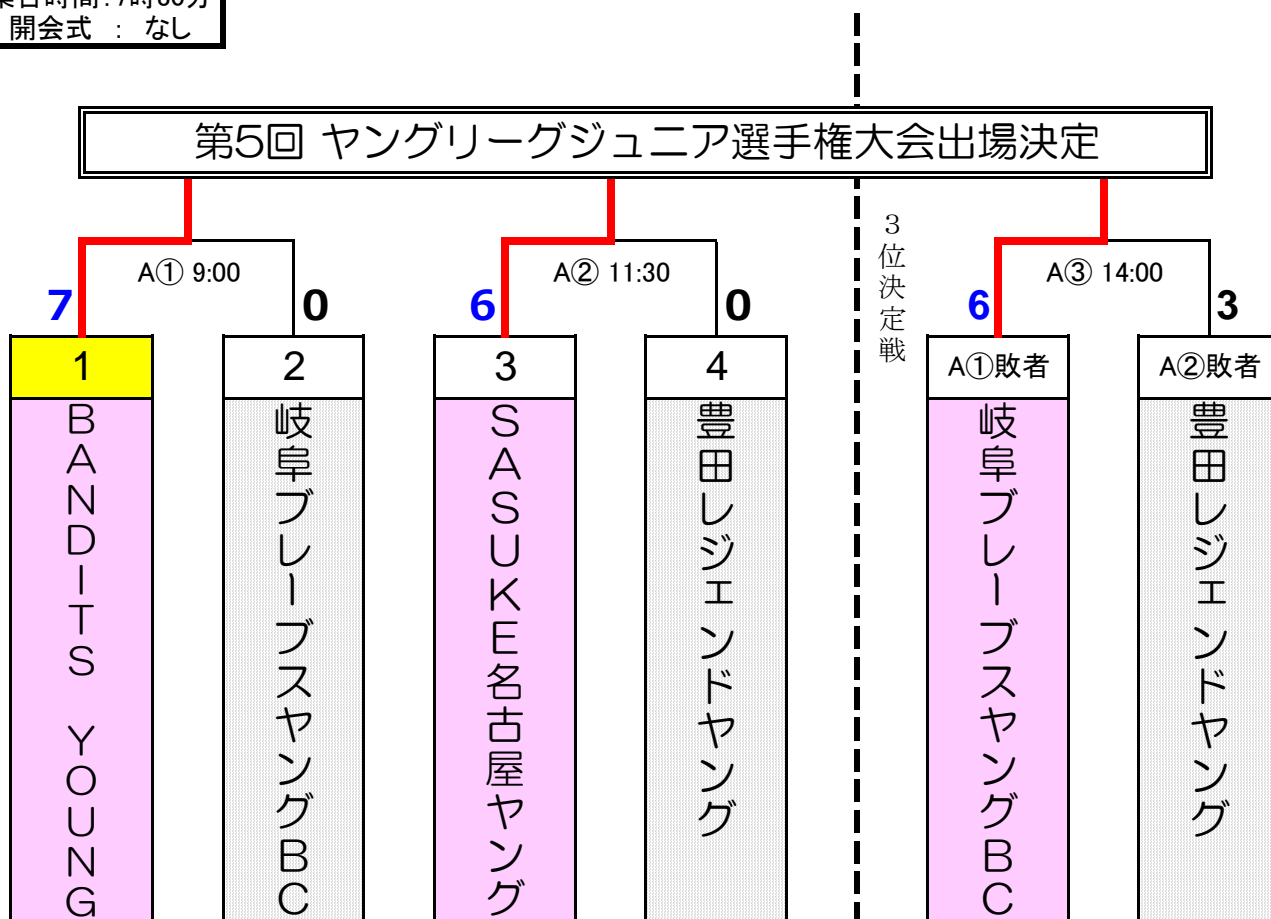 開会式 : なし
第5回 ヤングリーグジュニア選手権大会出場決定
A① 9:00
7
0
A② 11:30
6
0
3位決定戦
A③ 14:00
6
3
1
2
3
4
A①敗者
A②敗者
BANDITS YOUNG
岐阜ブレーブスヤングBC
SASUKE名古屋ヤング
豊田レジェンドヤング
岐阜ブレーブスヤングBC
豊田レジェンドヤング